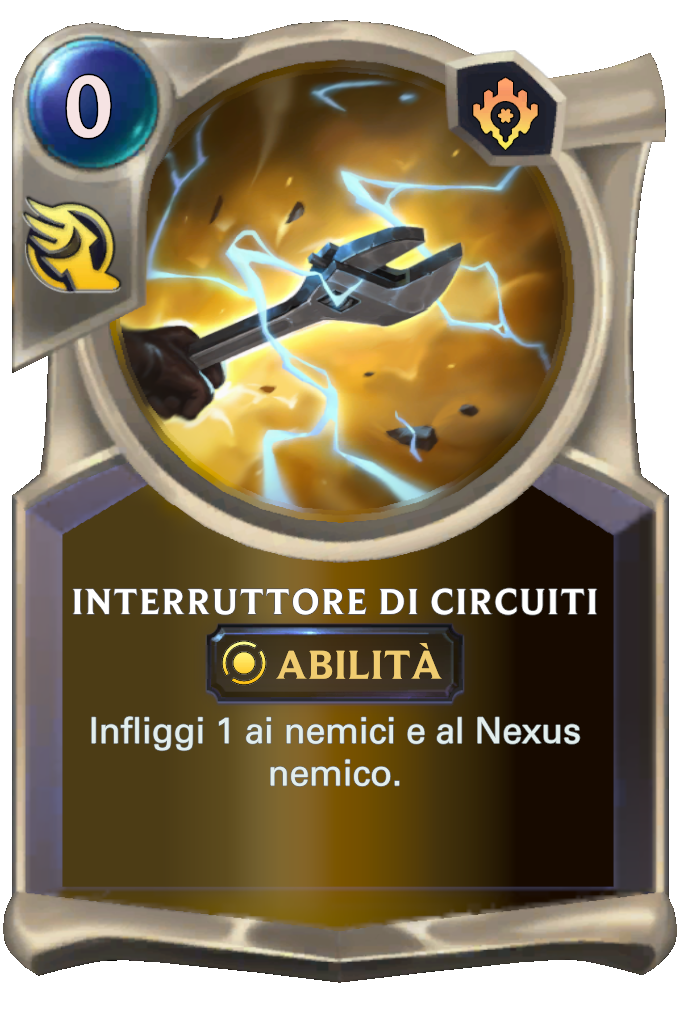 0
INTERRUTTORE DI CIRCUITI
ABILITÀ
Infliggi 1 ai nemici e al Nexus
nemico.